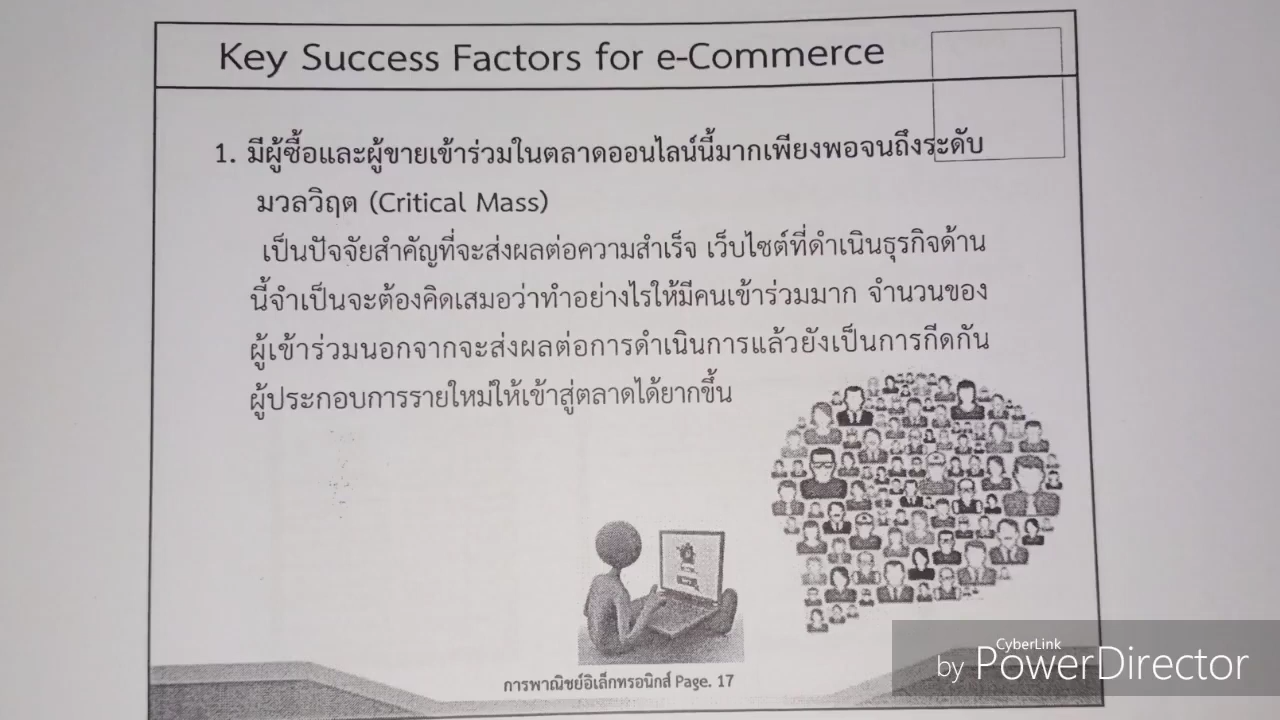 Key Success Factors for e-Commerce
1. มีผู้ซื้อและผู้ขายเข้าร่วมในตลาดออนไลน์นี้มากเพียงพอจนถึงระดับ
มวลวิฤต (Critical Mass)
เป็นปัจจัยสำคัญที่จะส่งผลต่อความสำเร็จ เว็บไซต์ที่ดำเนินธุรกิจด้าน
นี้จำเป็นจะต้องคิดเสมอว่าทำอย่างไรให้มีคนเข้าร่วมมาก จำนวนของ
ผู้เข้าร่วมนอกจากจะส่งผลต่อการดำเนินการแล้วยังเป็นการกีดกัน
ผู้ประกอบการรายใหม่ให้เข้าสู่ตลาดได้ยากขึ้น
การพาณิชย์อิเล็กทรอนิกส์ Page. 17
CyberLink
by PowerDirector